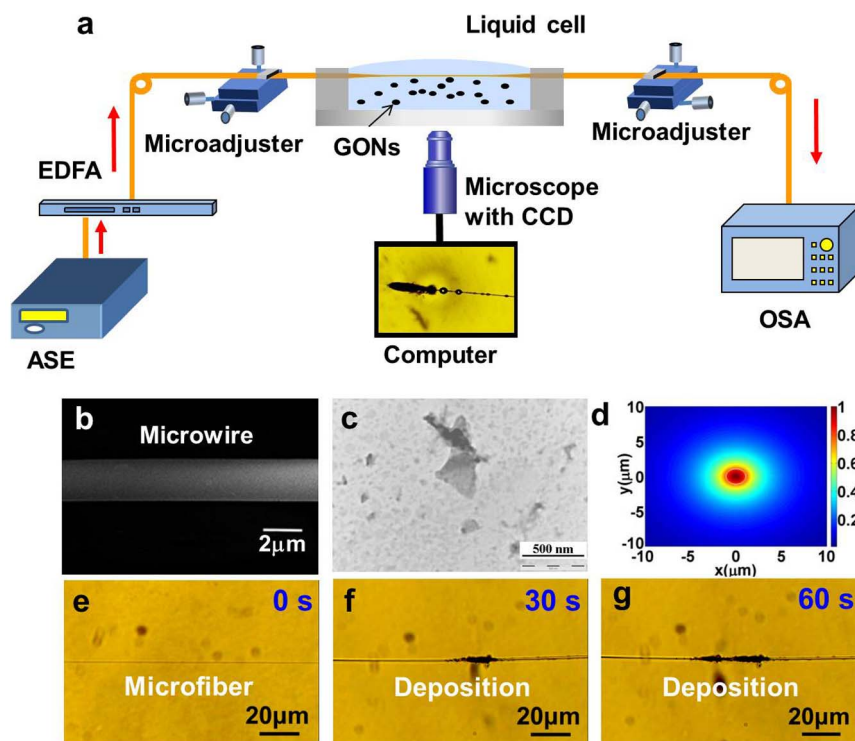 a
Liquid cell
Microadjuster
GONs
Microadjuster
EDFA
Microscope
with CCD
ASE
Computer
OSA
b
Microwire
2μm
c
500 nm
d
10
5
0
-5
-10
y(μm)
-10
-5
0
5
10
x(μm)
1
0.8
0.6
0.4
0.2
e
0 s
Microfiber
20μm
f
30 s
Deposition
20μm
g
60 s
Deposition
20μm